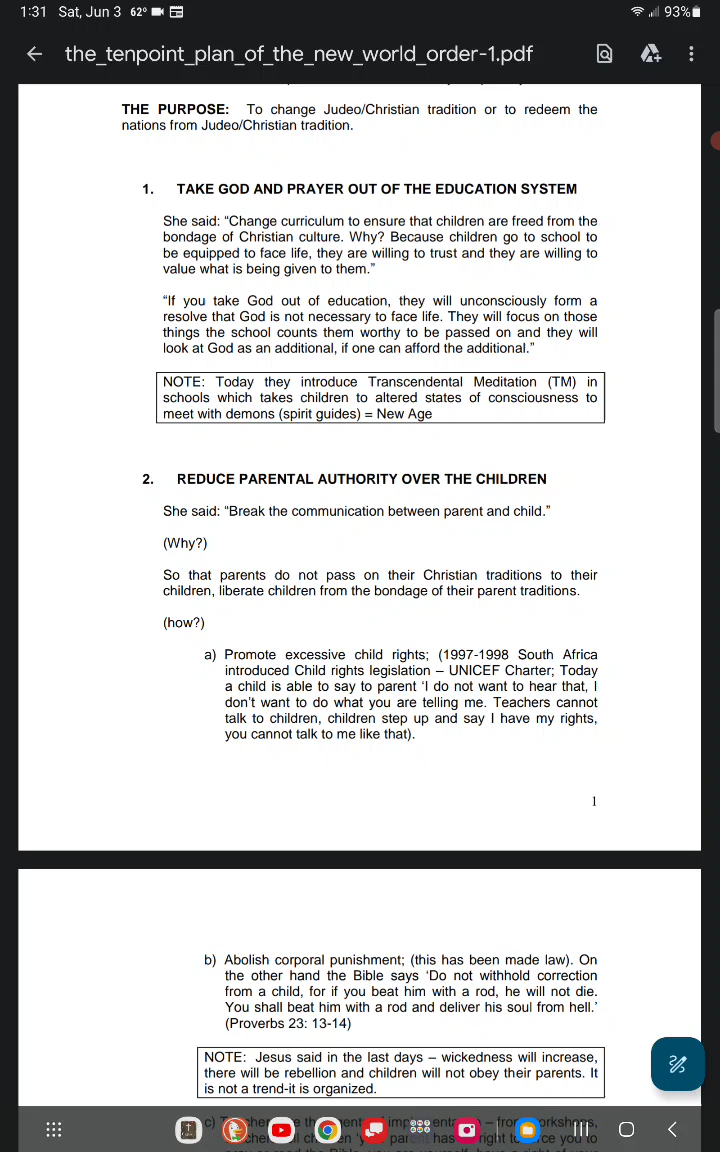 1:31 Sat, Jun 3 62° 93%
the_tenpoint_plan_of_the_new_world_order-1.pdf
THE PURPOSE: To change Judeo/Christian tradition or to redeem the
nations from Judeo/Christian tradition.
1. TAKE GOD AND PRAYER OUT OF THE EDUCATION SYSTEM
She said: “Change curriculum to ensure that children are freed from the
bondage of Christian culture. Why? Because children go to school to
be equipped to face life, they are willing to trust and they are willing to
value what is being given to them.”
“If you take God out of education, they will unconsciously form a
resolve that God is not necessary to face life. They will focus on those
things the school counts them worthy to be passed on and they will
look at God as an additional, if one can afford the additional.”
NOTE: Today they introduce Transcendental Meditation (TM) in
schools which takes children to altered states of consciousness to
meet with demons (spirit guides) = New Age
2. REDUCE PARENTAL AUTHORITY OVER THE CHILDREN
She said: “Break the communication between parent and child.”
(Why?)
So that parents do not pass on their Christian traditions to their
children, liberate children from the bondage of their parent traditions.
(how?)
a) Promote excessive child rights; (1997-1998 South Africa
introduced Child rights legislation – UNICEF Charter; Today
a child is able to say to parent ‘I do not want to hear that, I
don’t want to do what you are telling me. Teachers cannot
talk to children, children step up and say I have my rights,
you cannot talk to me like that).
1
b) Abolish corporal punishment; (this has been made law). On
the other hand the Bible says ‘Do not withhold correction
from a child, for if you beat him with a rod, he will not die.
You shall beat him with a rod and deliver his soul from hell.’
(Proverbs 23: 13-14)
NOTE: Jesus said in the last days – wickedness will increase,
there will be rebellion and children will not obey their parents. It
is not a trend-it is organized.
c)